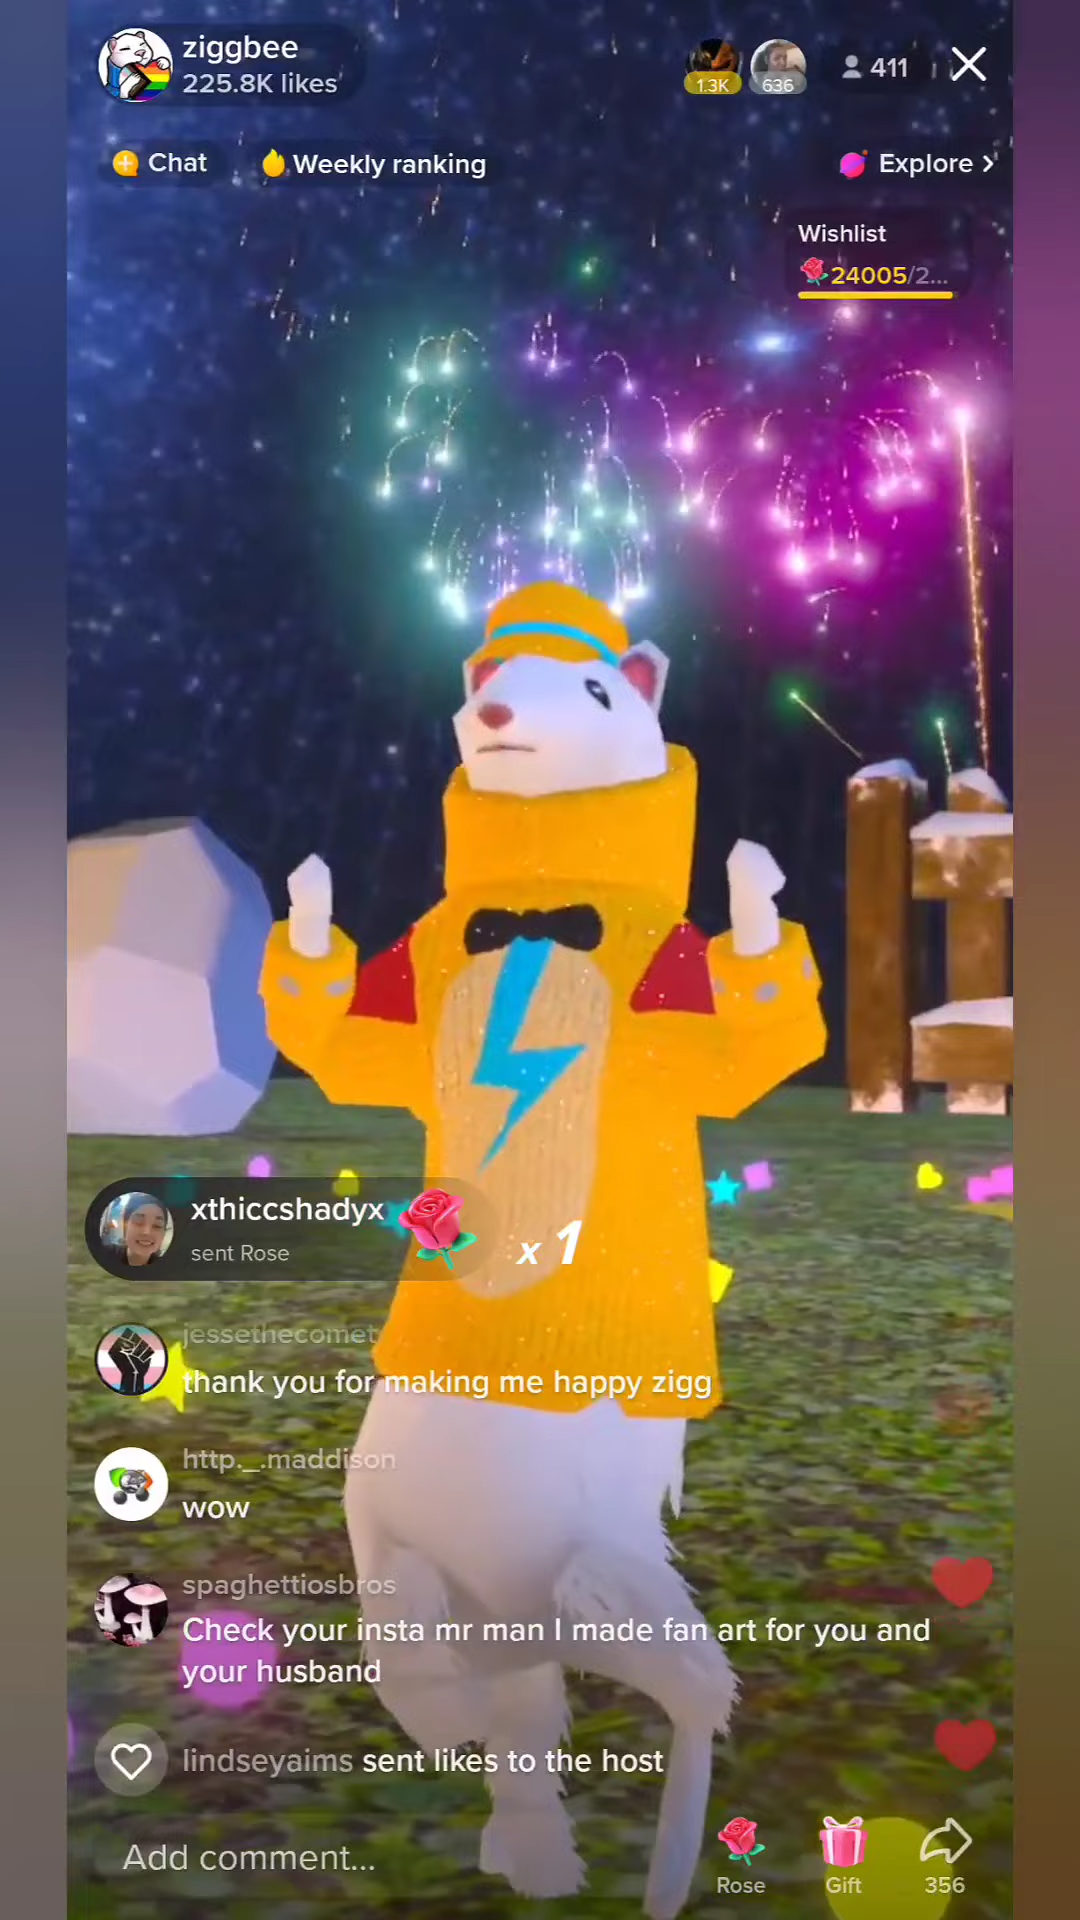 ziggbee
225.8K likes
1.3K
636
411
Chat
Weekly ranking
Explore
Wishlist
24005/2...
xthiccshadyx
sent Rose
x 1
jessethecomet
thank you for making me happy zigg
http._.maddison
wow
spaghettiosbros
Check your insta mr man I made fan art for you and
your husband
lindseyaims sent likes to the host
Add comment...
Rose
Gift
356